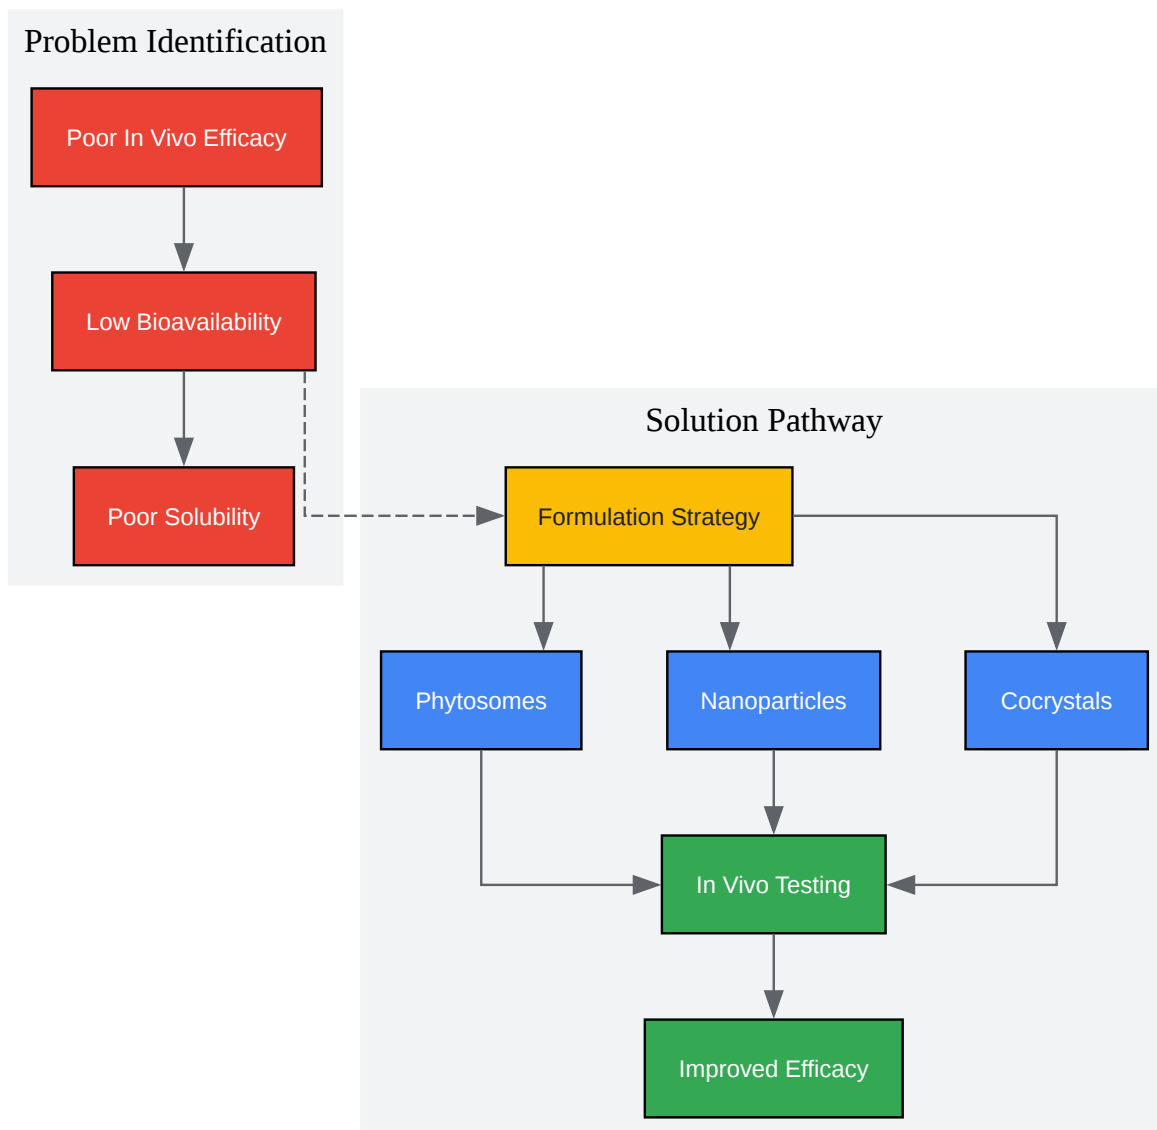 Problem Identification
Poor In Vivo Efficacy
Low Bioavailability
Poor Solubility
Solution Pathway
Formulation Strategy
Phytosomes
Nanoparticles
Cocrystals
In Vivo Testing
Improved Efficacy